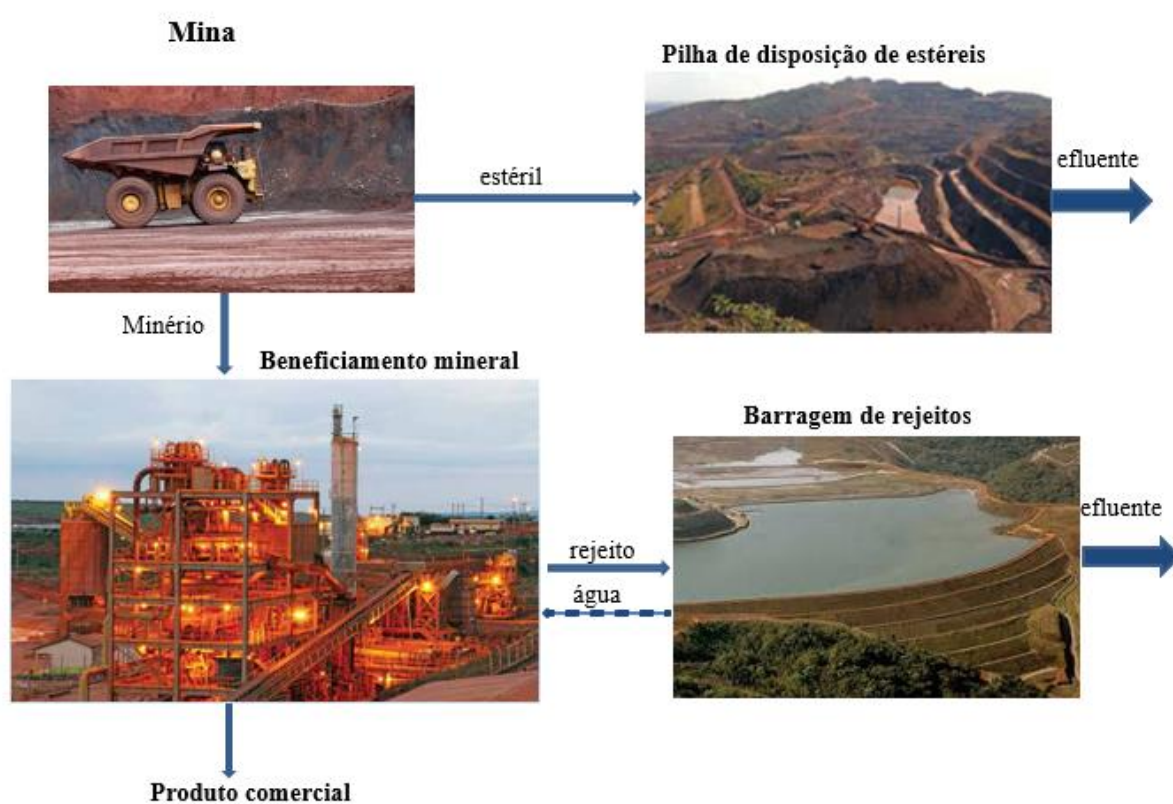 Mina
Pilha de disposição de estéreis
estéril
efluente
Minério
Beneficiamento mineral
Barragem de rejeitos
rejeito
água
efluente
Produto comercial